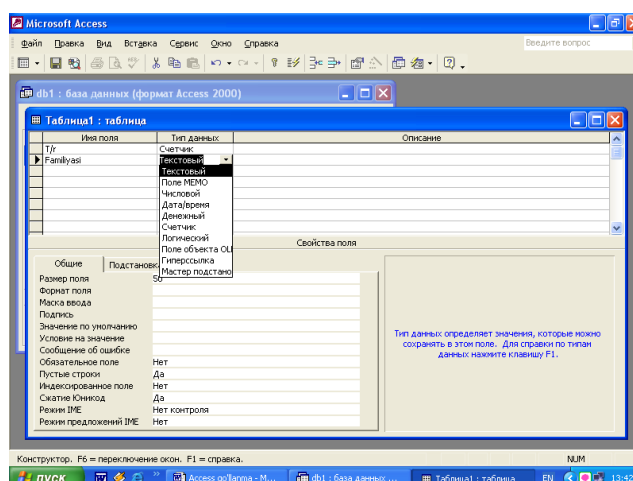 Microsoft Access
Файл Правка Вид Вставка Сервис Окно Справка
Введите вопрос
db1 : база данных (формат Access 2000)
Таблица1 : таблица
Имя поля Тип данных Описание
T/r Счетчик
Familiyasi Текстовый
Текстовый
Поле МЕМО
Числовой
Дата/время
Денежный
Счетчик
Логический
Поле объекта OLI
Гиперссылка
Мастер подстано
Свойства поля
Общие Подстановк
Размер поля 50
Формат поля
Маска ввода
Подпись
Значение по умолчанию
Условие на значение
Сообщение об ошибке
Обязательное поле Нет
Пустые строки Да
Индексированное поле Нет
Сжатие Юникод Да
Режим IME Нет контроля
Режим предложений IME Нет
Тип данных определяет значения, которые можно
сохранять в этом поле. Для справки по типам
данных нажмите клавишу F1.
Конструктор. F6 = переключение окон. F1 = справка. NUM
пуск Access qo'llanma - M... db1 : база данных ... Таблица1 : таблица EN 13:42